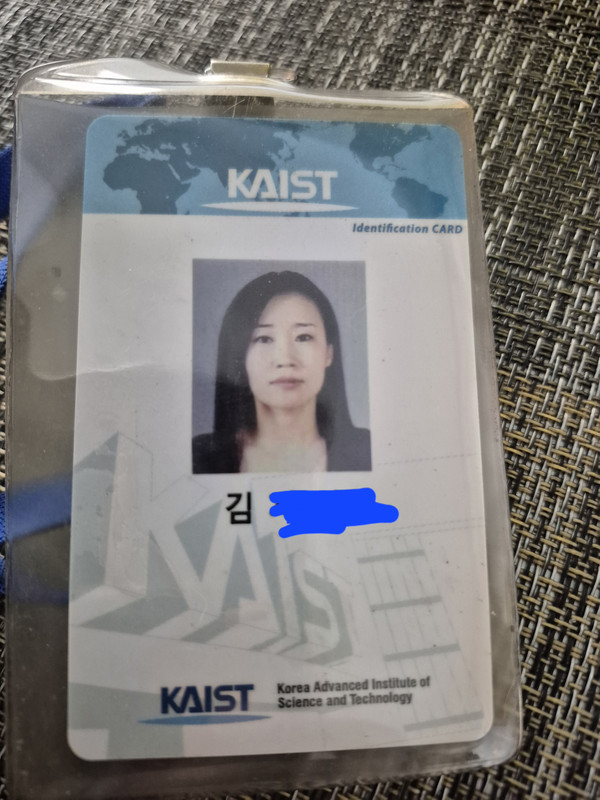 KAIST
Identification CARD
김
KAIST
KAIST
Korea Advanced Institute of
Science and Technology